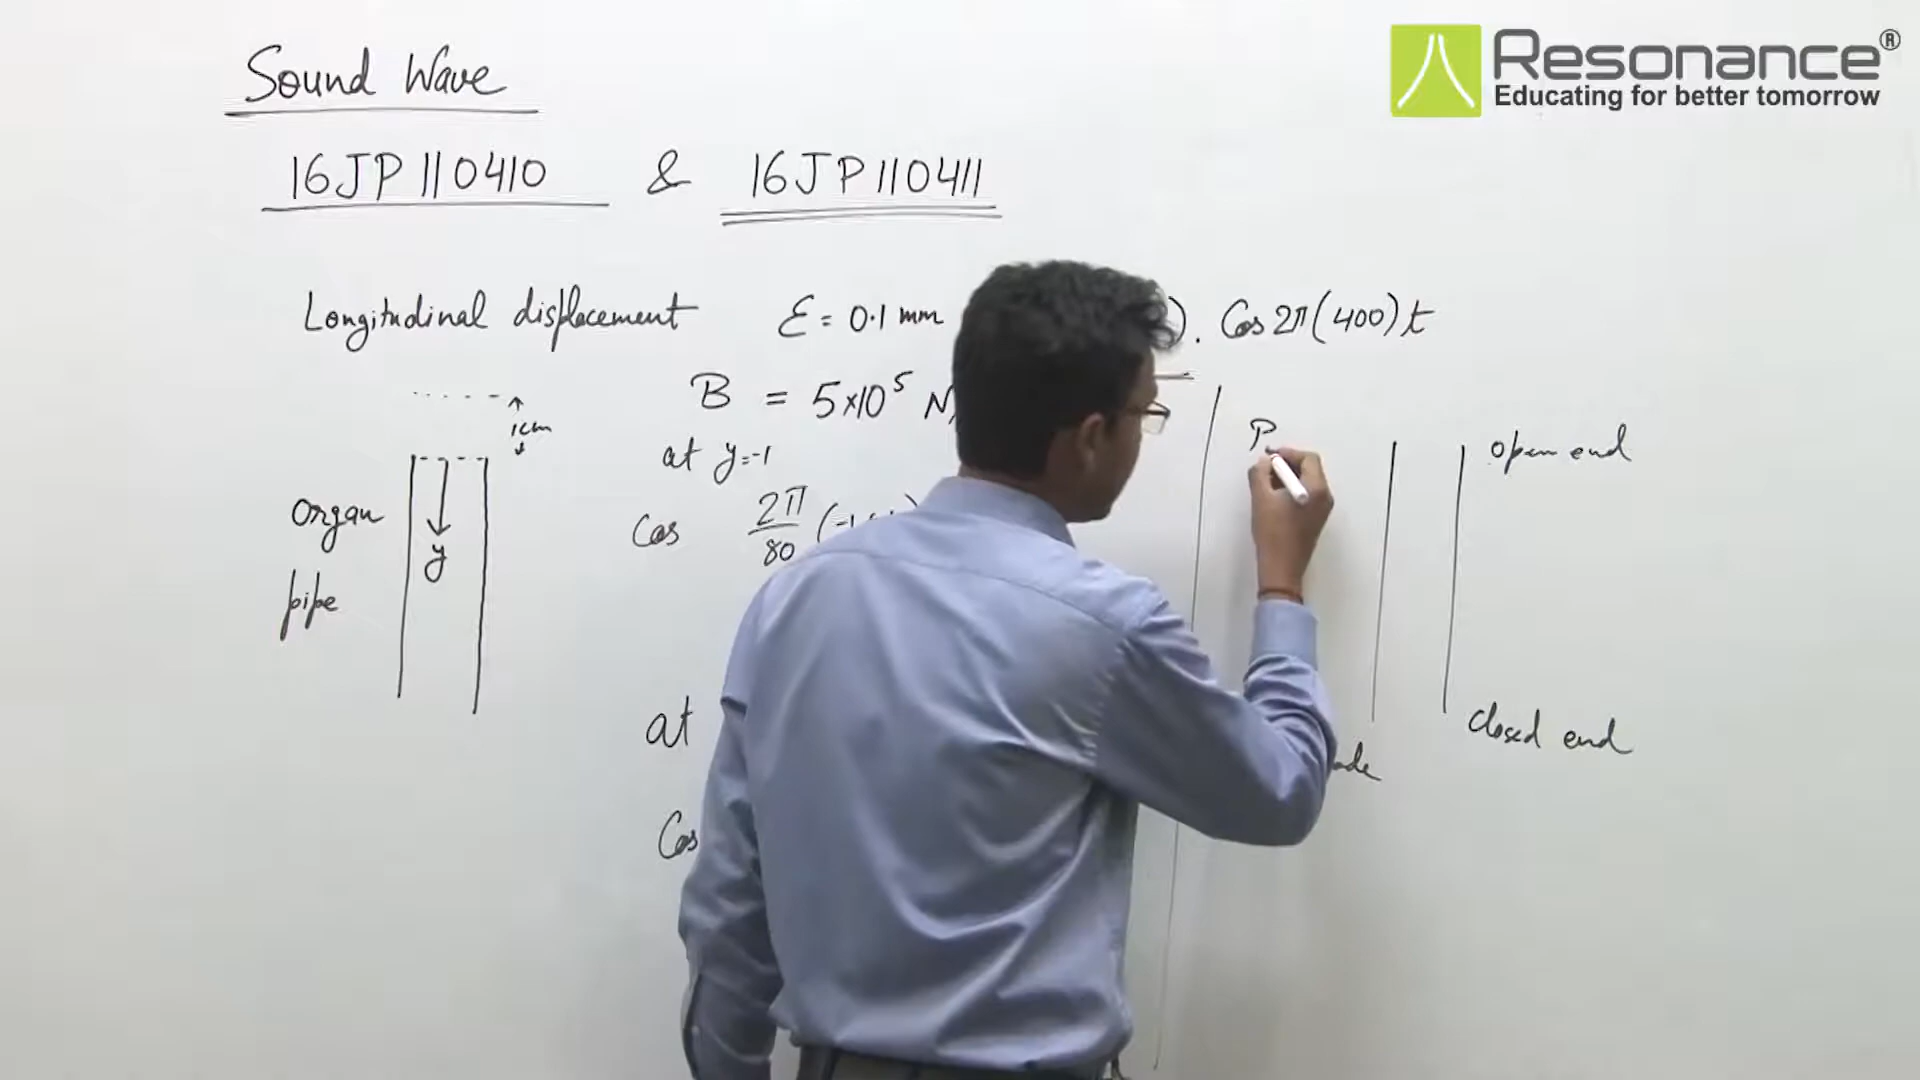 Resonance®
Educating for better tomorrow
Sound Wave
16JP110410 & 16JP110411
Longitudinal displacement ε = 0.1 mm ). Cos 2π(400)t
B = 5×10⁵ N/
1cm
at y=-1
P
open end
organ
pipe
y
Cos 2π/80 (-1
at
closed end
Cos